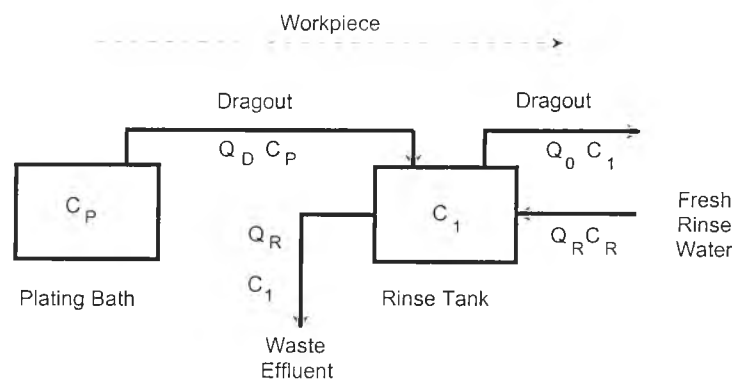 Workpiece
Dragout
Dragout
Q_D C_P
Q_0 C_1
C_P
Q_R
C_1
C_1
Q_R C_R
Fresh
Rinse
Water
Plating Bath
Rinse Tank
Waste
Effluent